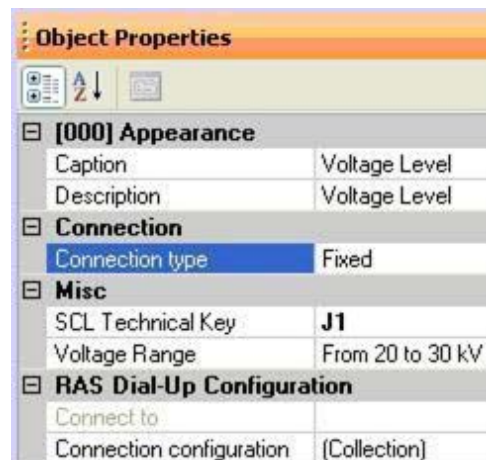 Object Properties
[000] Appearance
Caption Voltage Level
Description Voltage Level
Connection
Connection type Fixed
Misc
SCL Technical Key J1
Voltage Range From 20 to 30 kV
RAS Dial-Up Configuration
Connect to
Connection configuration (Collection)